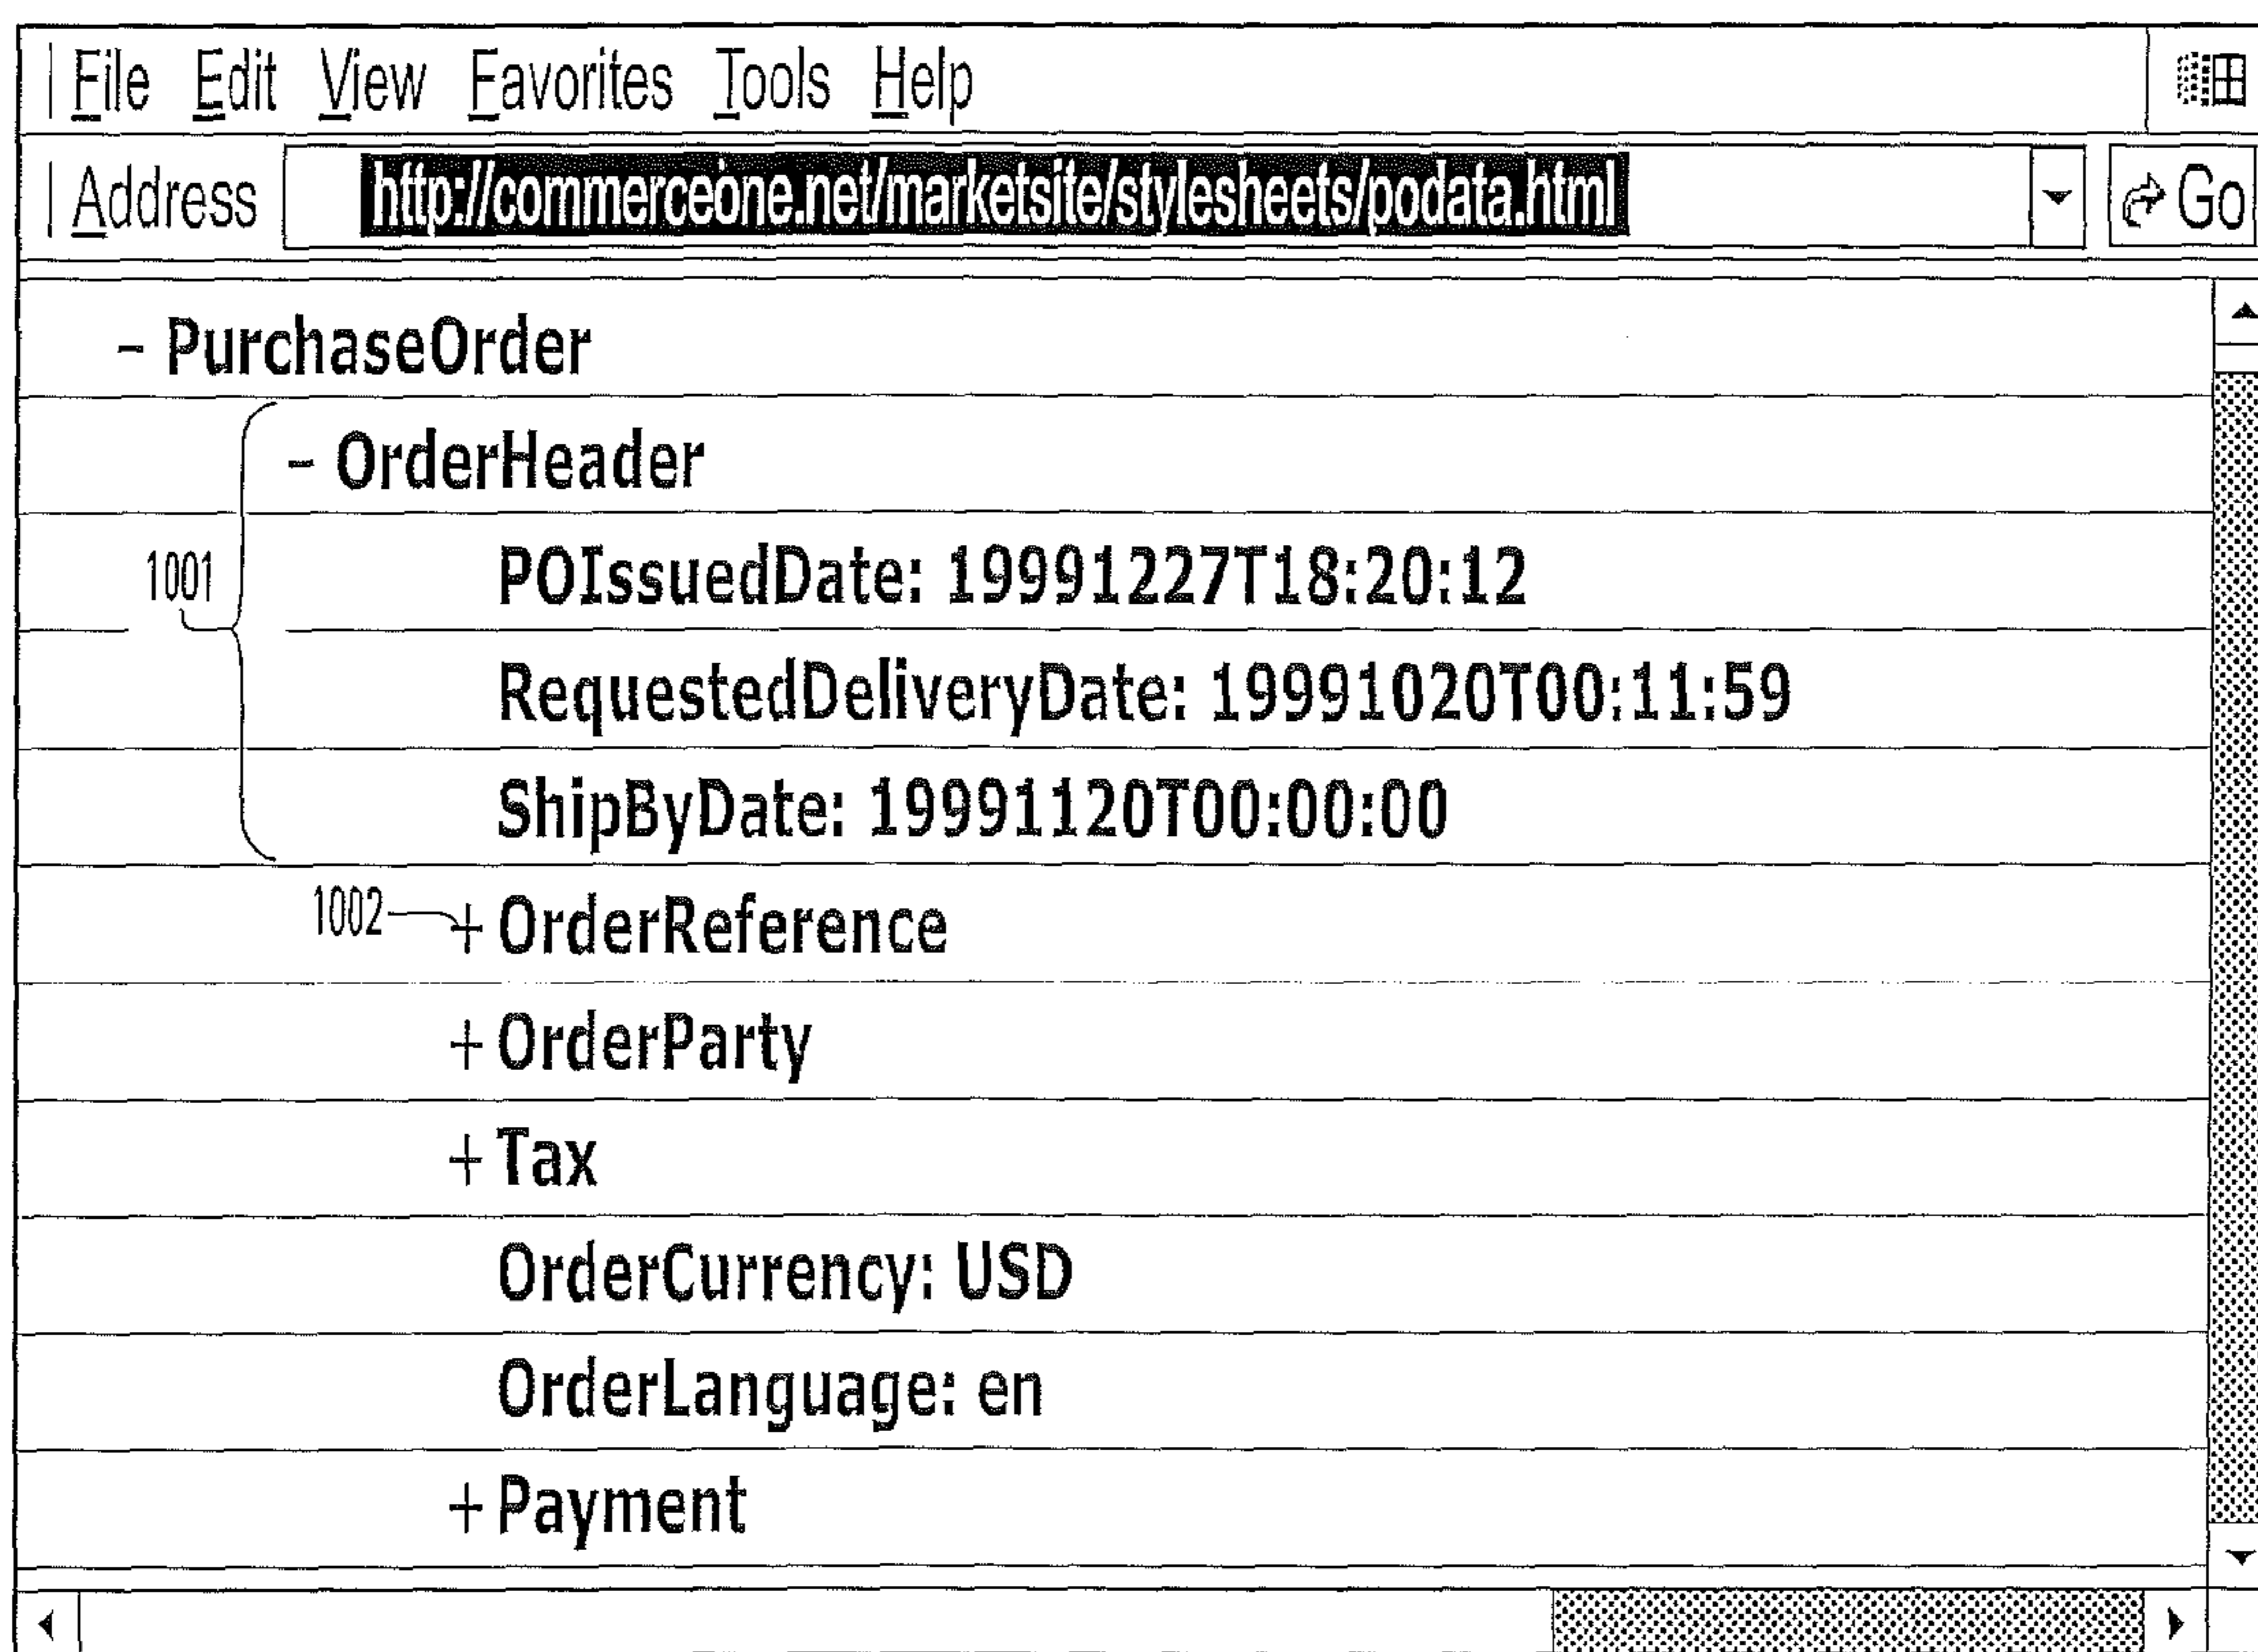 File Edit View Favorites Tools Help
Address http://commerceone.net/marketsite/stylesheets/podata.html Go
- PurchaseOrder
- OrderHeader
1001 POIssuedDate: 19991227T18:20:12
RequestedDeliveryDate: 19991020T00:11:59
ShipByDate: 19991120T00:00:00
1002 + OrderReference
+ OrderParty
+ Tax
OrderCurrency: USD
OrderLanguage: en
+ Payment